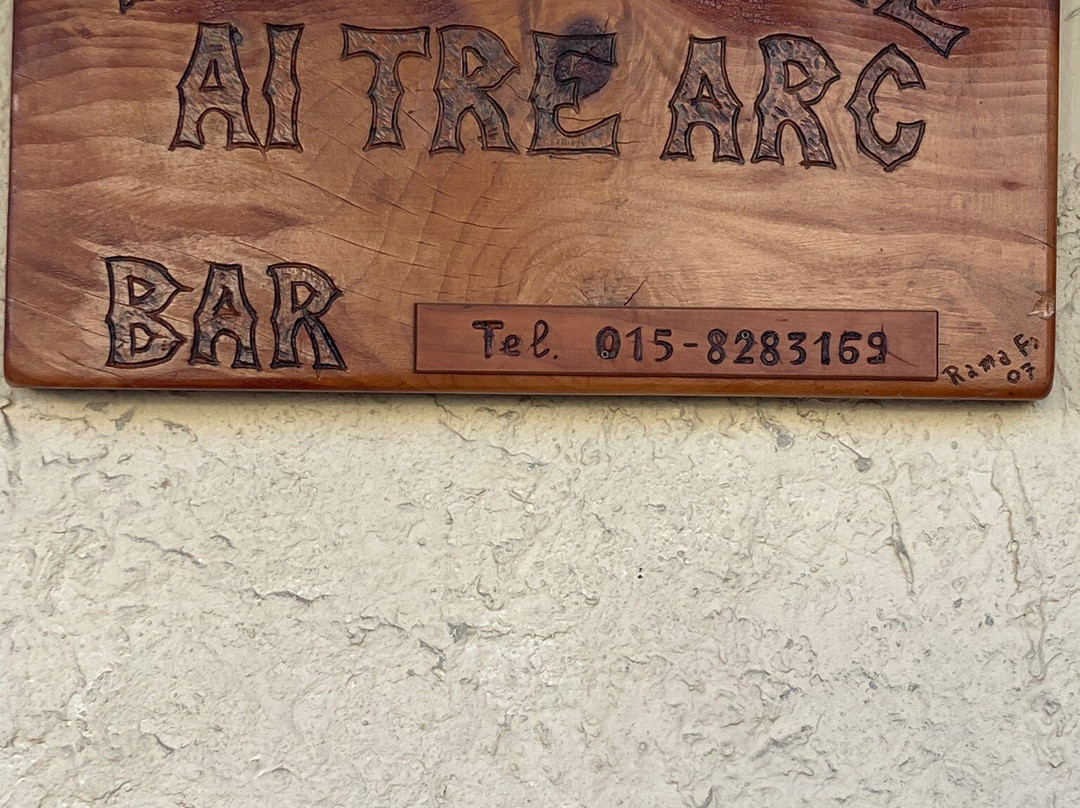 AI TRE ARC
BAR
Tel. 015-8283169
Rama F.
07